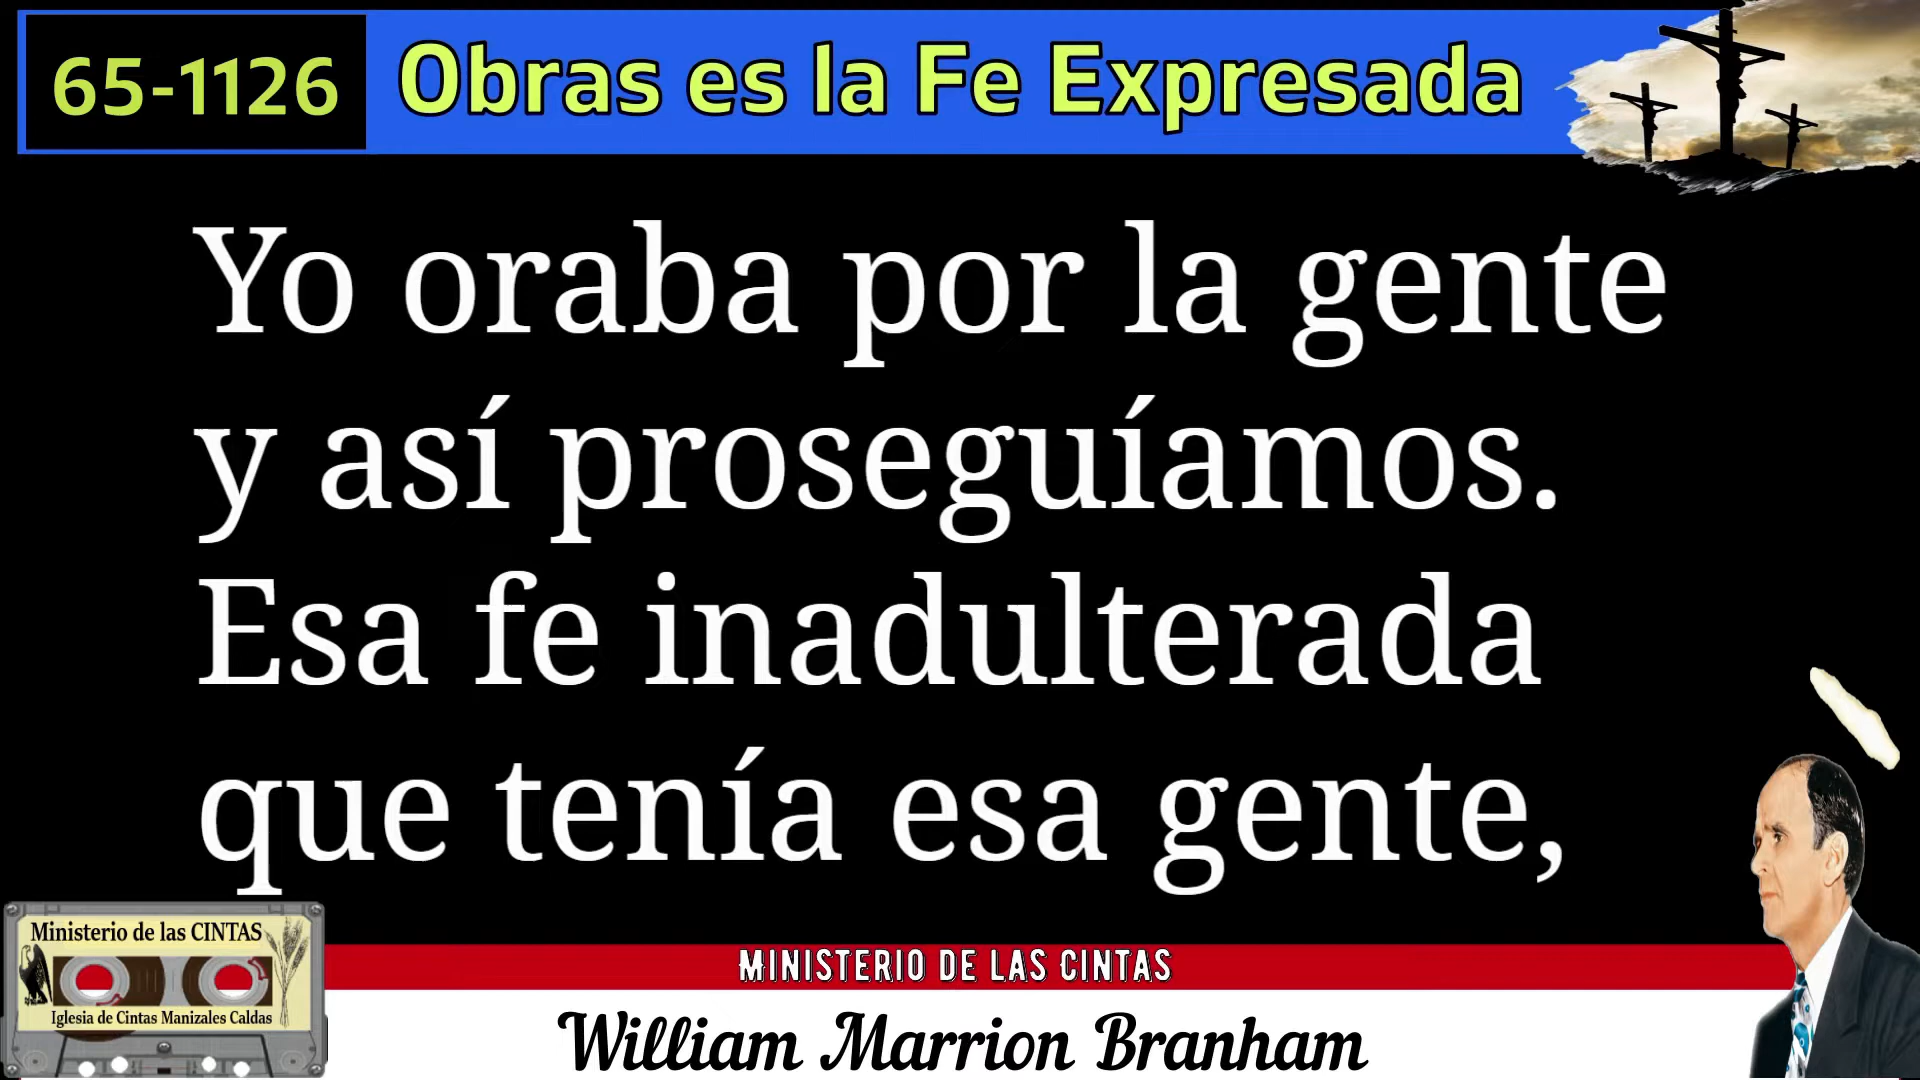 65-1126
Obras es la Fe Expresada
Yo oraba por la gente
y así proseguíamos.
Esa fe inadulterada
que tenía esa gente,
Ministerio de las CINTAS
Iglesia de Cintas Manizales Caldas
MINISTERIO DE LAS CINTAS
William Marrion Branham